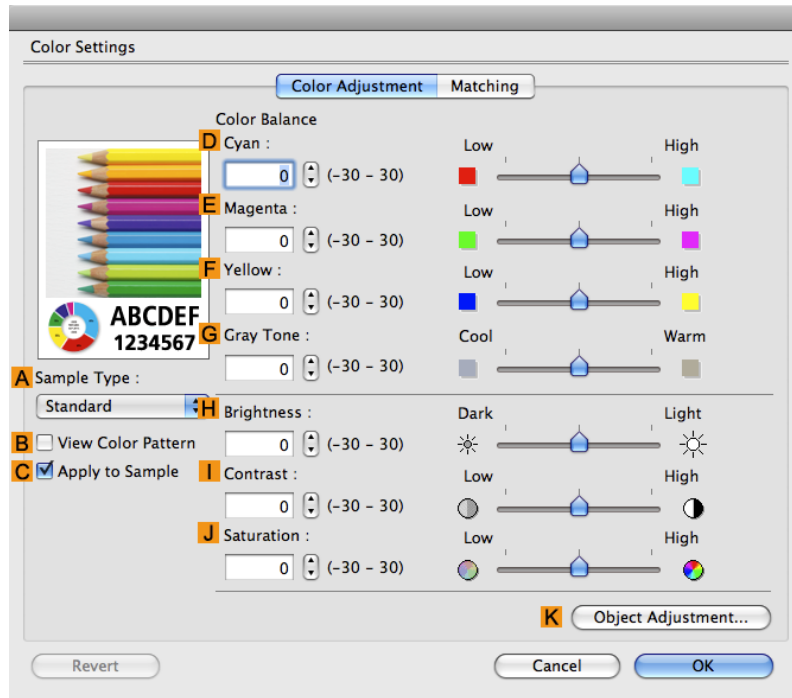 Color Settings
Color Adjustment Matching
Color Balance
D Cyan : Low High
0 (-30 – 30)
E Magenta : Low High
0 (-30 – 30)
F Yellow : Low High
0 (-30 – 30)
ABCDEF
1234567
G Gray Tone : Cool Warm
0 (-30 – 30)
A Sample Type :
Standard
H Brightness : Dark Light
B View Color Pattern 0 (-30 – 30)
C Apply to Sample
I Contrast : Low High
0 (-30 – 30)
J Saturation : Low High
0 (-30 – 30)
K Object Adjustment...
Revert Cancel OK